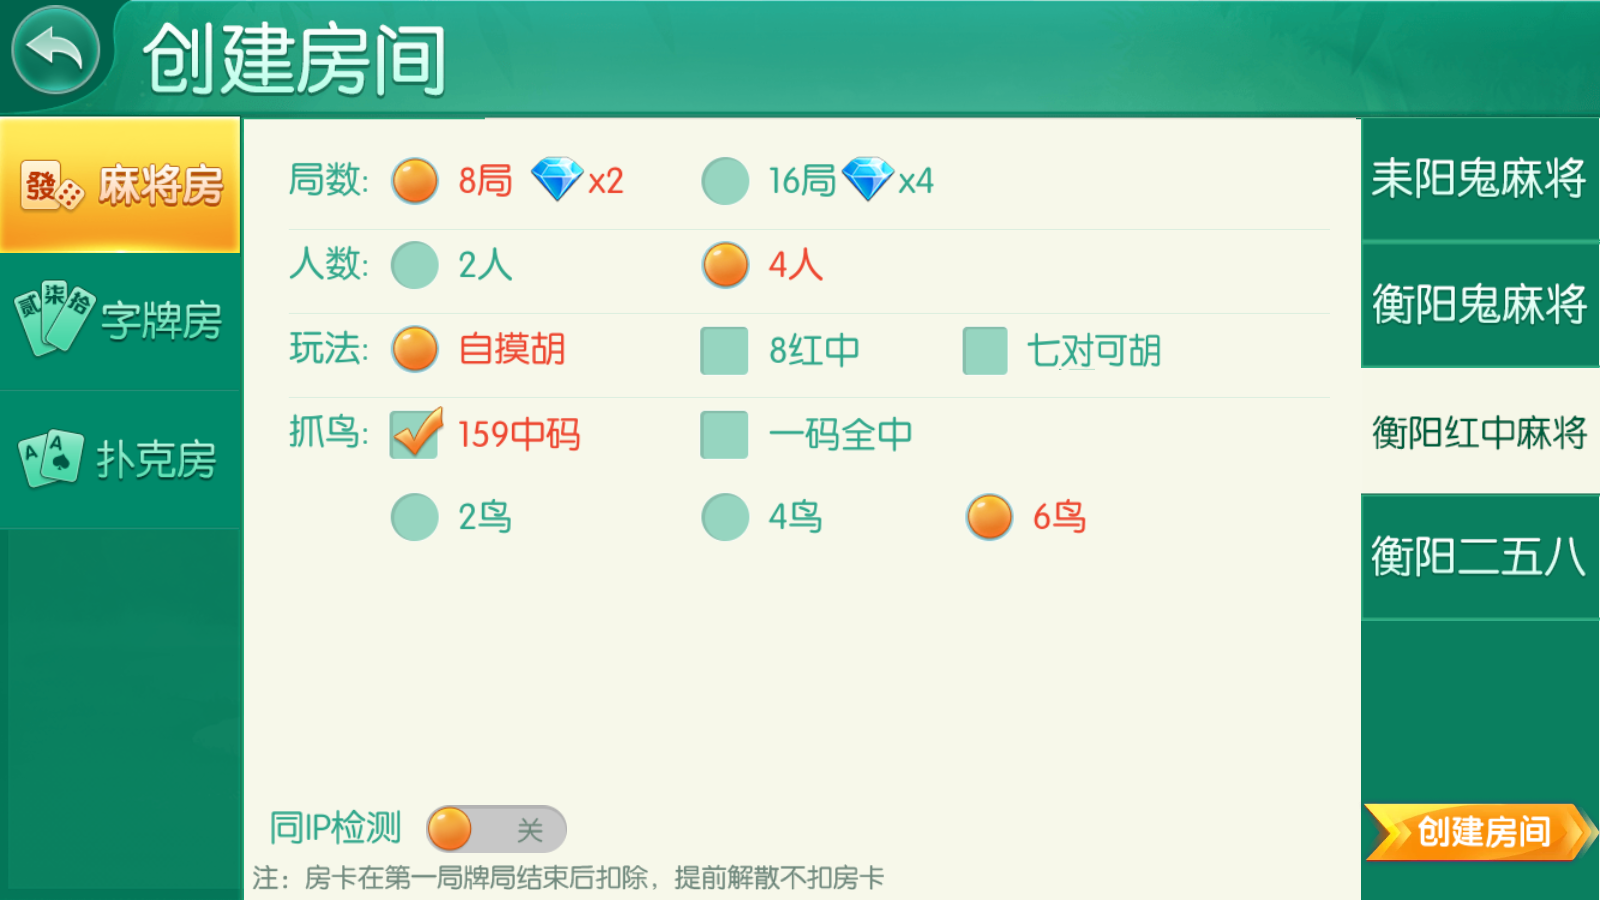 创建房间
發 麻将房
贰 柒 拾 字牌房
A A 扑克房
局数: 8局 x2 16局 x4
人数: 2人 4人
玩法: 自摸胡 8红中 七对可胡
抓鸟: 159中码 一码全中
2鸟 4鸟 6鸟
同IP检测 关
注：房卡在第一局牌局结束后扣除，提前解散不扣房卡
耒阳鬼麻将
衡阳鬼麻将
衡阳红中麻将
衡阳二五八
创建房间